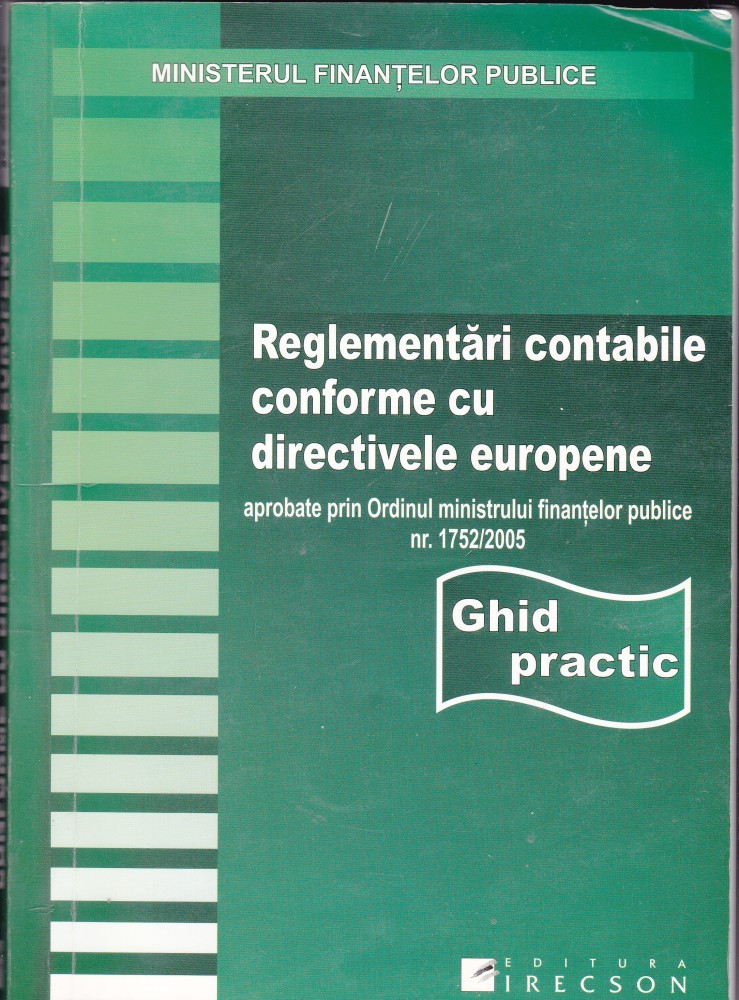 MINISTERUL FINANȚELOR PUBLICE
Reglementări contabile
conforme cu
directivele europene
aprobate prin Ordinul ministrului finanțelor publice
nr. 1752/2005
Ghid
practic
EDITURA
IRECSON